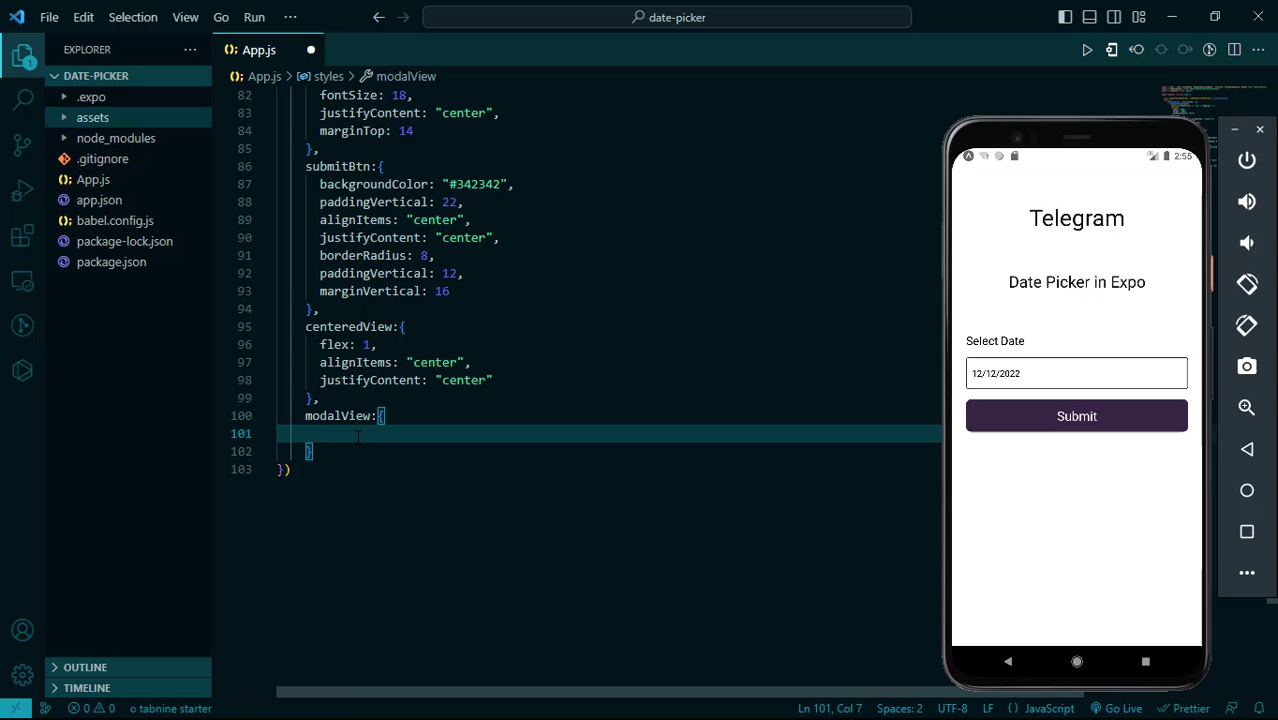 File Edit Selection View Go Run ··· date-picker
EXPLORER ···
App.js
DATE-PICKER
.expo
assets
node_modules
.gitignore
App.js
app.json
babel.config.js
package-lock.json
package.json
OUTLINE
TIMELINE
App.js > styles > modalView
82 fontSize: 18,
83 justifyContent: "center",
84 marginTop: 14
85 },
86 submitBtn:{
87 backgroundColor: "#342342",
88 paddingVertical: 22,
89 alignItems: "center",
90 justifyContent: "center",
91 borderRadius: 8,
92 paddingVertical: 12,
93 marginVertical: 16
94 },
95 centeredView:{
96 flex: 1,
97 alignItems: "center",
98 justifyContent: "center"
99 },
100 modalView:{
101
102 }
103 })
2:55
Telegram
Date Picker in Expo
Select Date
12/12/2022
Submit
0 0 tabnine starter Ln 101, Col 7 Spaces: 2 UTF-8 LF { } JavaScript Go Live Prettier